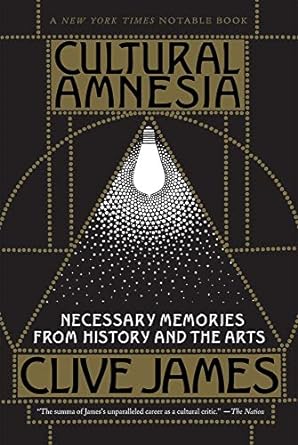 A NEW YORK TIMES NOTABLE BOOK
CULTURAL
AMNESIA
NECESSARY MEMORIES
FROM HISTORY AND THE ARTS
CLIVE JAMES
"The summa of James's unparalleled career as a cultural critic." —The Nation